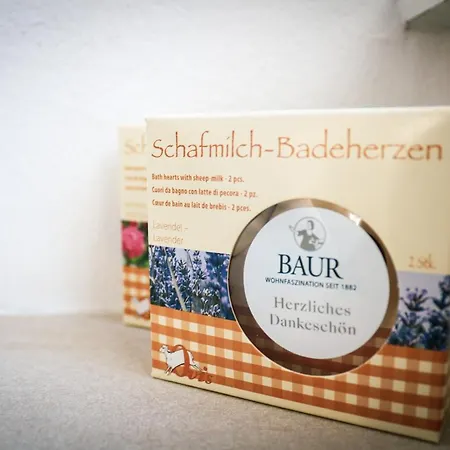 Schafmilch-Badeherzen
Bath hearts with sheep-milk - 2 pcs.
Cuori da bagno con latte di pecora - 2 pz.
Cœur de bain au lait de brebis - 2 pces.
Lavendel -
Lavender
2 Stk.
BAUR
WOHNFASZINATION SEIT 1882
Herzliches
Dankeschön
Ovis